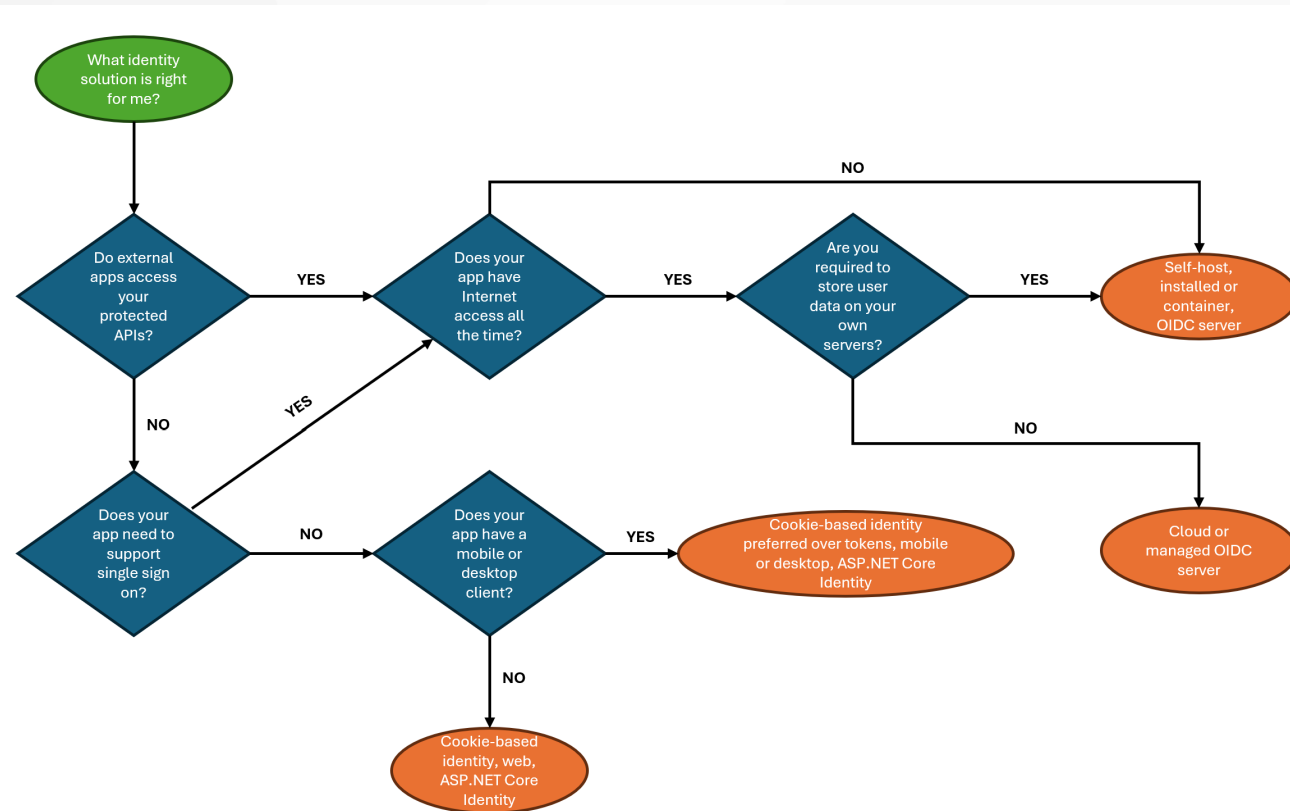 What identity
solution is right
for me?
NO
Do external
apps access
your
protected
APIs?
YES
Does your
app have
Internet
access all
the time?
YES
Are you
required to
store user
data on your
own
servers?
YES
Self-host,
installed or
container,
OIDC server
NO
YES
NO
Does your
app need to
support
single sign
on?
NO
Does your
app have a
mobile or
desktop
client?
YES
Cookie-based identity
preferred over tokens, mobile
or desktop, ASP.NET Core
Identity
Cloud or
managed OIDC
server
NO
Cookie-based
identity, web,
ASP.NET Core
Identity